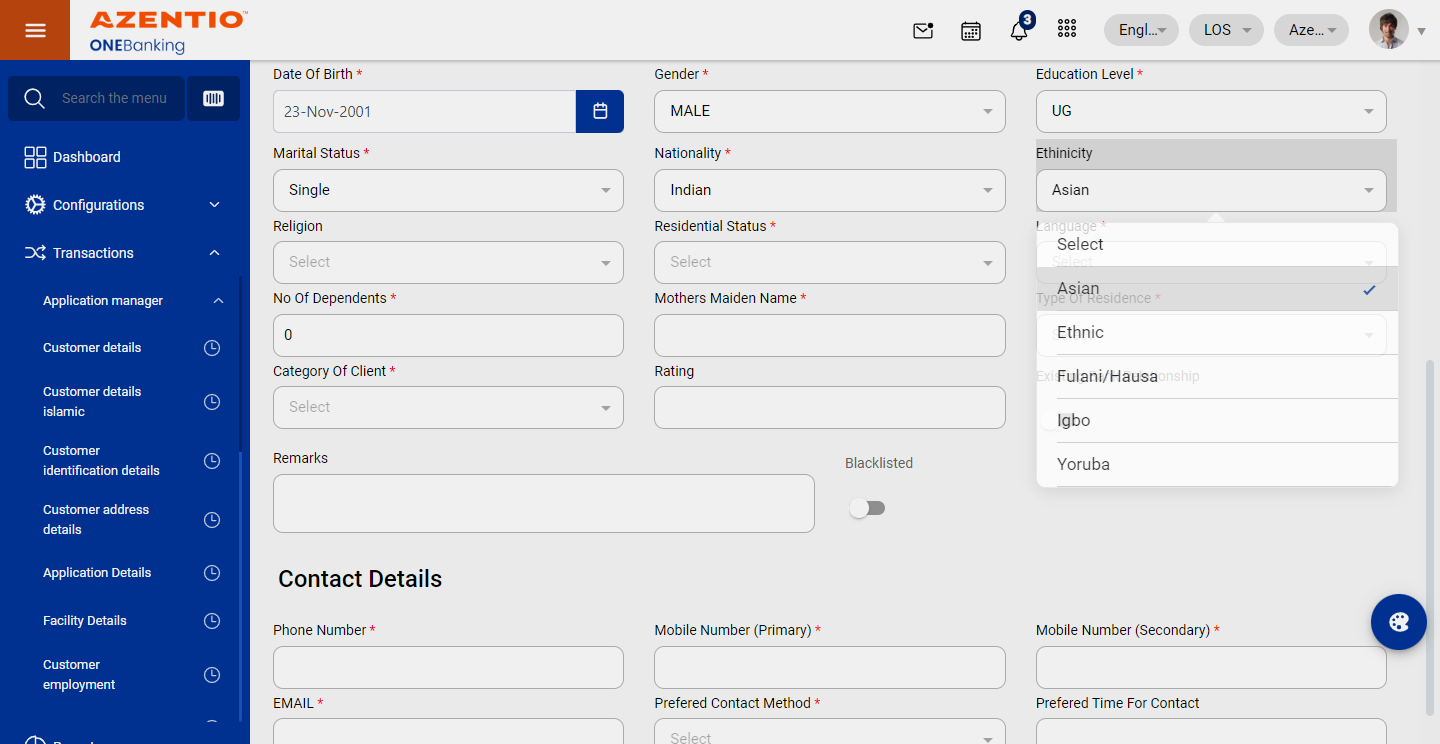 AZENTIO™
ONEBanking
3
Engl...
LOS
Aze...
Search the menu
Dashboard
Configurations
Transactions
Application manager
Customer details
Customer details
islamic
Customer
identification details
Customer address
details
Application Details
Facility Details
Customer
employment
Date Of Birth *
Gender *
Education Level *
23-Nov-2001
MALE
UG
Marital Status *
Nationality *
Ethinicity
Single
Indian
Asian
Religion
Residential Status *
Language *
Select
Select
Select
Select
No Of Dependents *
Mothers Maiden Name *
Type Of Residence *
Asian
0
Ethnic
Category Of Client *
Rating
Fulani/Hausa
Select
Igbo
Remarks
Blacklisted
Yoruba
Contact Details
Phone Number *
Mobile Number (Primary) *
Mobile Number (Secondary) *
EMAIL *
Prefered Contact Method *
Prefered Time For Contact
Select